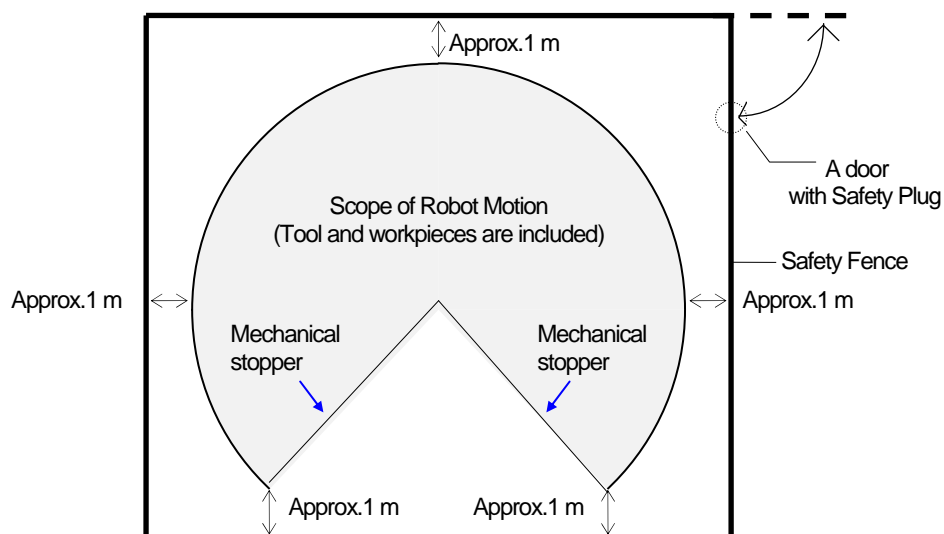 Approx.1 m
A door
with Safety Plug
Scope of Robot Motion
(Tool and workpieces are included)
Safety Fence
Approx.1 m
Approx.1 m
Mechanical
stopper
Mechanical
stopper
Approx.1 m
Approx.1 m